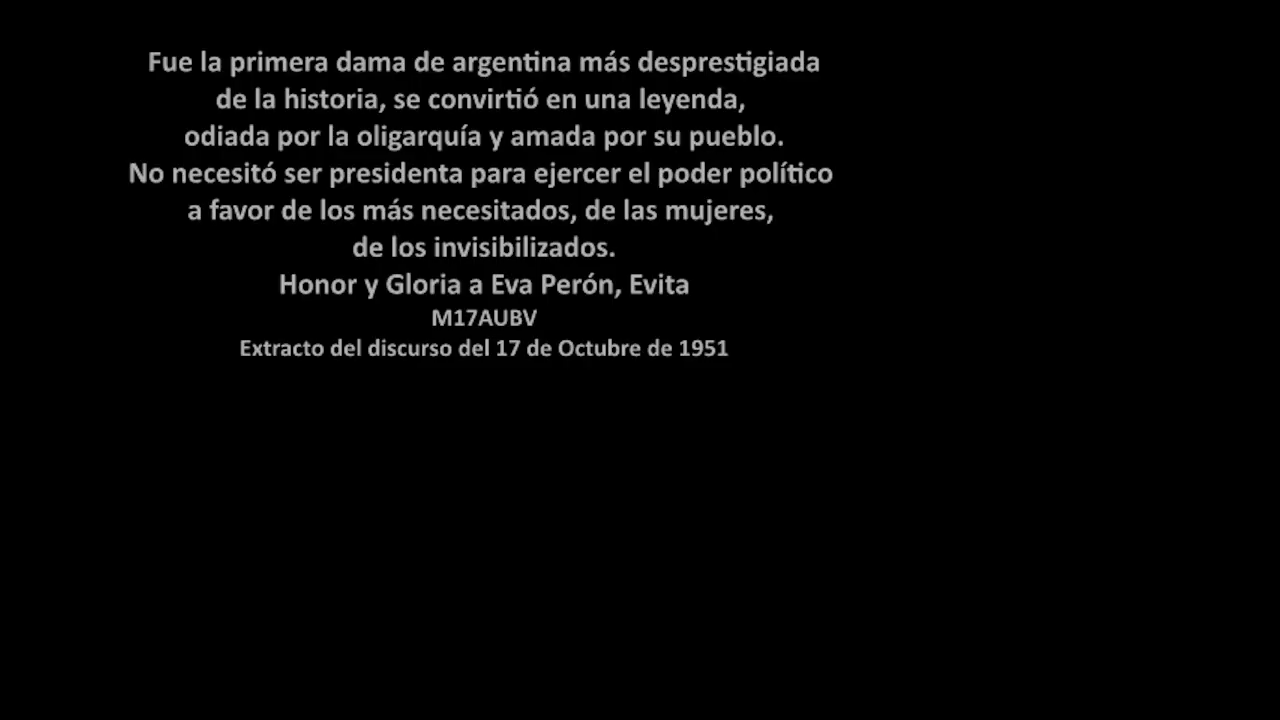 Fue la primera dama de argentina más desprestigiada
de la historia, se convirtió en una leyenda,
odiada por la oligarquía y amada por su pueblo.
No necesitó ser presidenta para ejercer el poder político
a favor de los más necesitados, de las mujeres,
de los invisibilizados.
Honor y Gloria a Eva Perón, Evita
M17AUBV
Extracto del discurso del 17 de Octubre de 1951